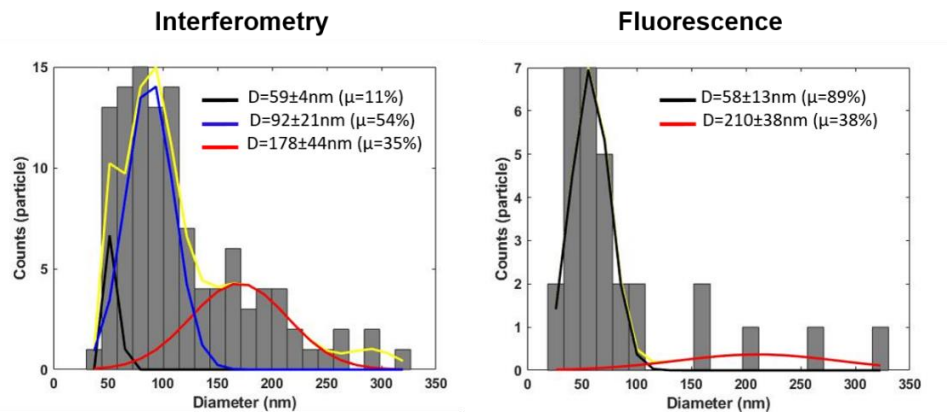 Interferometry
15
10
5
0
Counts (particle)
0 50 100 150 200 250 300 350
Diameter (nm)
D=59±4nm (μ=11%)
D=92±21nm (μ=54%)
D=178±44nm (μ=35%)
Fluorescence
7
6
5
4
3
2
1
0
Counts (particle)
0 50 100 150 200 250 300 350
Diameter (nm)
D=58±13nm (μ=89%)
D=210±38nm (μ=38%)